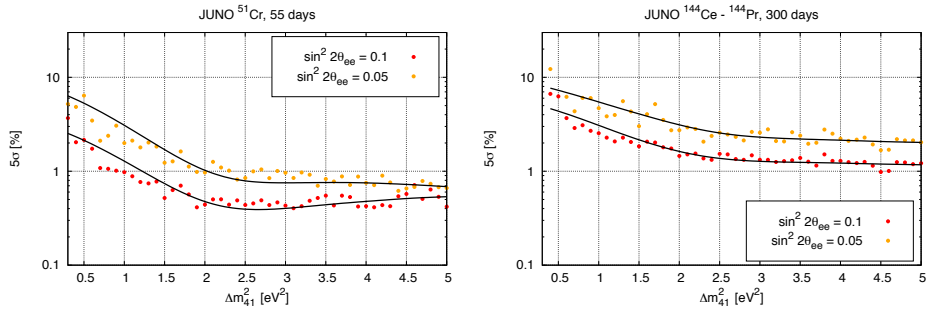 JUNO ⁵¹Cr, 55 days
10
1
0.1
5σ [%]
sin² 2θee = 0.1
sin² 2θee = 0.05
0.5 1 1.5 2 2.5 3 3.5 4 4.5 5
Δm²41 [eV²]
JUNO ¹⁴⁴Ce - ¹⁴⁴Pr, 300 days
10
1
0.1
5σ [%]
sin² 2θee = 0.1
sin² 2θee = 0.05
0.5 1 1.5 2 2.5 3 3.5 4 4.5 5
Δm²41 [eV²]